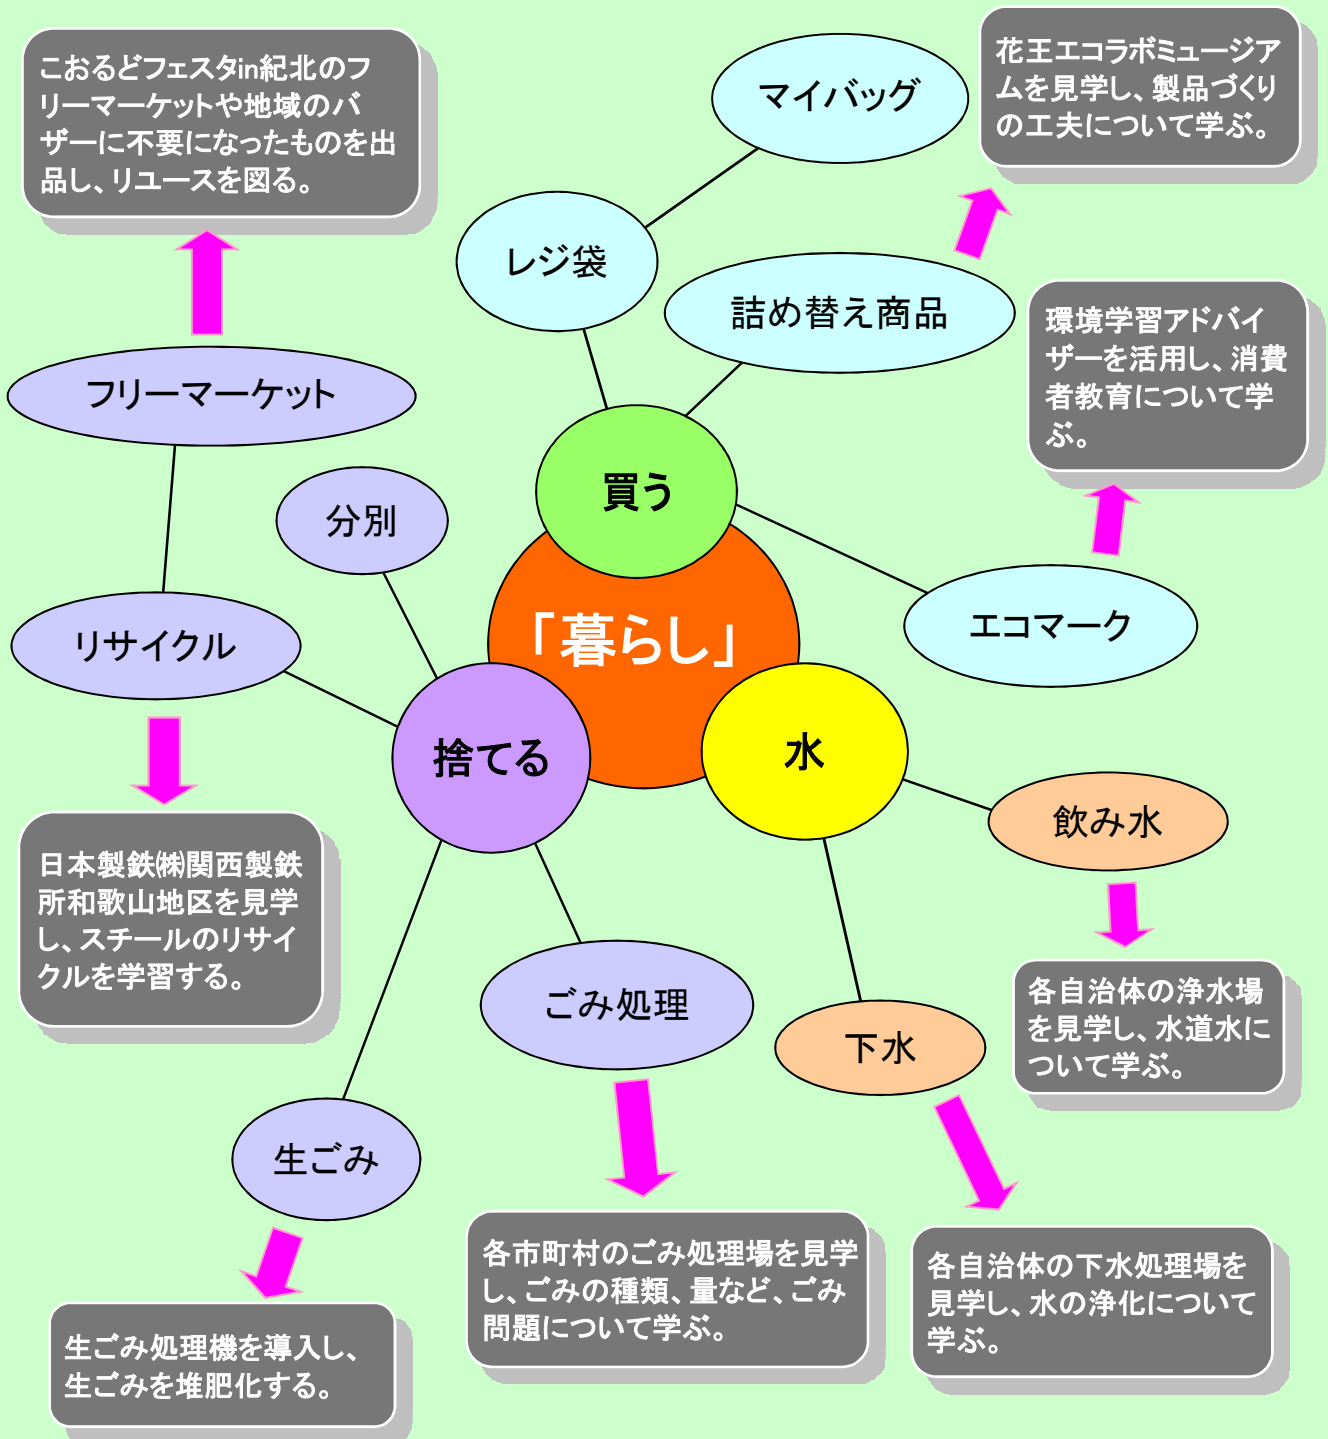 こおるどフェスタin紀北のフ
リーマーケットや地域のバ
ザーに不要になったものを出
品し、リユースを図る。
マイバッグ
花王エコラボミュージア
ムを見学し、製品づくり
の工夫について学ぶ。
レジ袋
詰め替え商品
環境学習アドバイ
ザーを活用し、消費
者教育について学
ぶ。
フリーマーケット
分別
買う
エコマーク
リサイクル
「暮らし」
捨てる
水
飲み水
日本製鉄㈱関西製鉄
所和歌山地区を見学
し、スチールのリサイ
クルを学習する。
ごみ処理
下水
各自治体の浄水場
を見学し、水道水に
ついて学ぶ。
生ごみ
各市町村のごみ処理場を見学
し、ごみの種類、量など、ごみ
問題について学ぶ。
各自治体の下水処理場を
見学し、水の浄化について
学ぶ。
生ごみ処理機を導入し、
生ごみを堆肥化する。